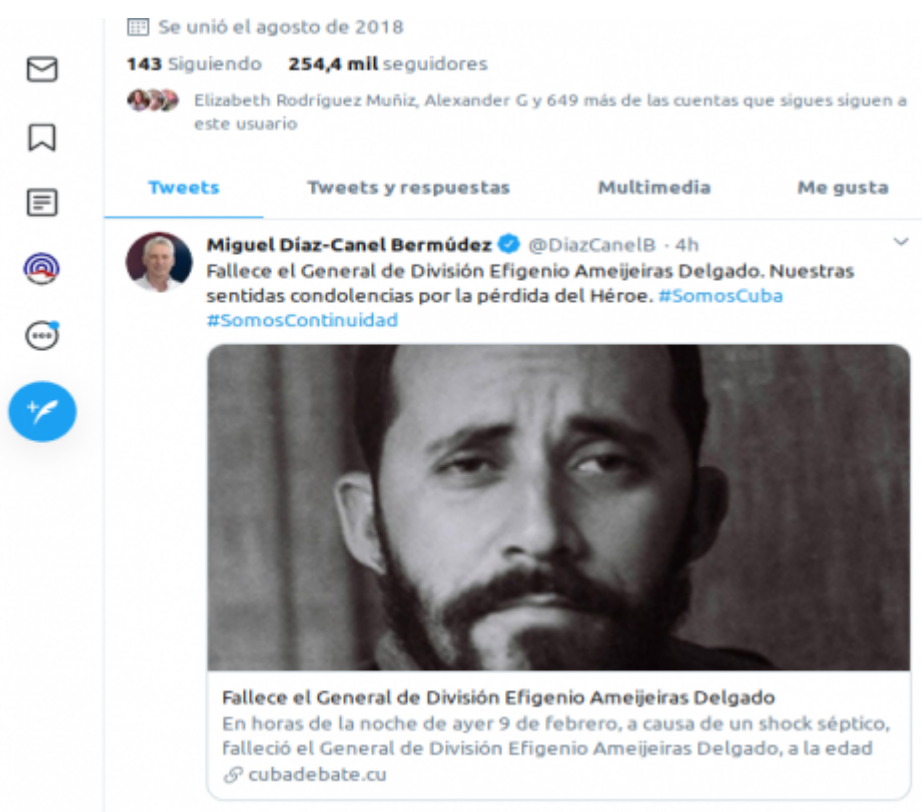 Se unió el agosto de 2018
143 Siguiendo 254,4 mil seguidores
Elizabeth Rodríguez Muñiz, Alexander G y 649 más de las cuentas que sigues siguen a
este usuario
Tweets Tweets y respuestas Multimedia Me gusta
Miguel Díaz-Canel Bermúdez @DiazCanelB · 4h
Fallece el General de División Efigenio Ameijeiras Delgado. Nuestras
sentidas condolencias por la pérdida del Héroe. #SomosCuba
#SomosContinuidad
Fallece el General de División Efigenio Ameijeiras Delgado
En horas de la noche de ayer 9 de febrero, a causa de un shock séptico,
falleció el General de División Efigenio Ameijeiras Delgado, a la edad
cubadebate.cu